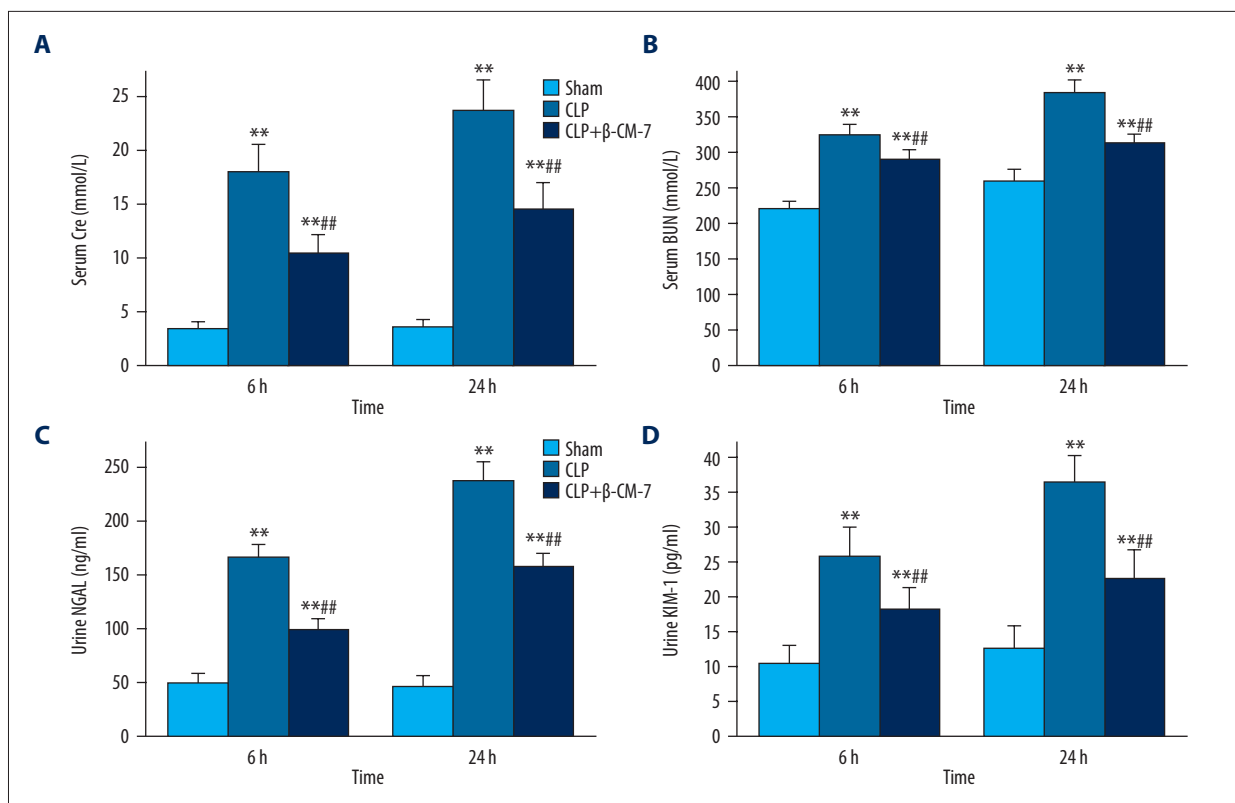 A
Serum Cre (mmol/L)
25
20
15
10
5
0
**
**##
**
**##
Sham
CLP
CLP+β-CM-7
6 h
24 h
Time
B
Serum BUN (mmol/L)
400
350
300
250
200
150
100
50
0
**
**##
**
**##
6 h
24 h
Time
C
Urine NGAL (ng/ml)
250
200
150
100
50
0
**
**##
**
**##
Sham
CLP
CLP+β-CM-7
6 h
24 h
Time
D
Urine KIM-1 (pg/ml)
40
35
30
25
20
15
10
5
0
**
**##
**
**##
6 h
24 h
Time